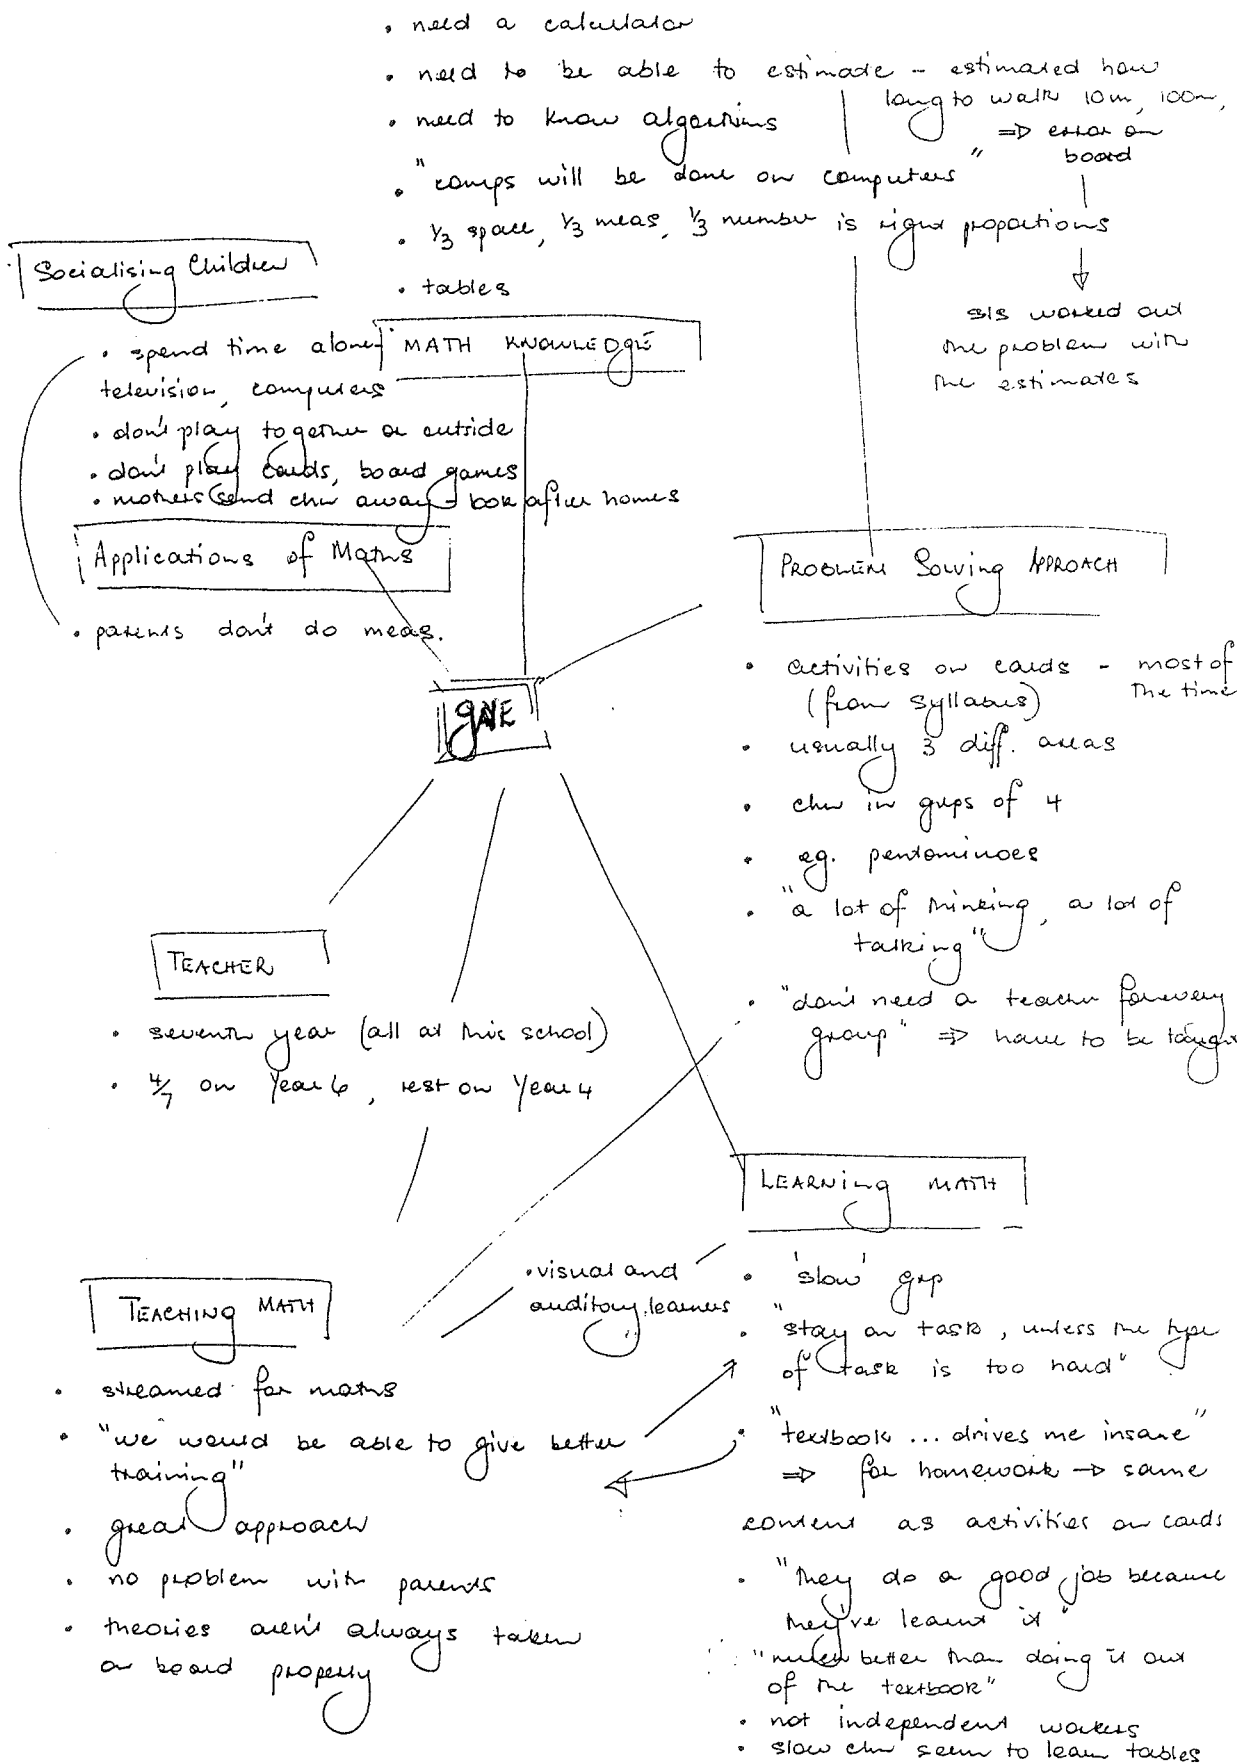 • need a calculator
• need to be able to estimate - estimated how
long to walk 10m, 100m,
⇒ error on
board
• need to know algorithms
• "comps will be done on computers"
• 1/3 space, 1/3 meas, 1/3 number is right proportions
• tables
s/s worked out
the problem with
the estimates
Socialising Children
• spend time alone
television, computers
• don't play together or outside
• don't play cards, board games
• mothers send chn away - look after homes
MATH KNOWLEDGE
Applications of Maths
• parents don't do meas.
PROBLEM Solving APPROACH
• activities on cards - most of
(from syllabus) the time
• usually 3 diff. areas
• chn in grps of 4
• eg. pentominoes
• "a lot of thinking, a lot of
talking"
• "don't need a teacher for every
group" ⇒ have to be taught
TEACHER
• seventh year (all at this school)
• 4/7 on Year 6, rest on Year 4
LEARNing MATH
• visual and
auditory learners
• 'slow' grp
• "stay on task, unless the type
of task is too hard"
• "textbook ... drives me insane"
⇒ for homework → same
content as activities on cards
• "they do a good job because
they've learnt it"
"much better than doing it out
of the textbook"
• not independent workers
• slow chn seem to learn tables
TEACHING MATH
• streamed for maths
• "we would be able to give better
training"
• great approach
• no problem with parents
• theories aren't always taken
on board properly